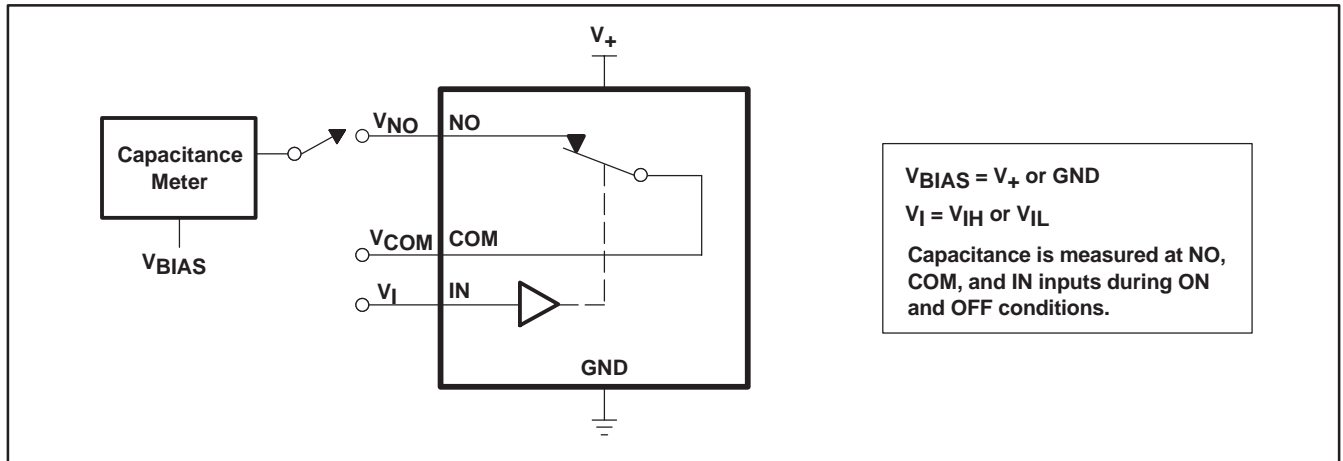 V+
VNO NO
Capacitance
Meter
VBIAS
VCOM COM
VI IN
GND
VBIAS = V+ or GND
VI = VIH or VIL
Capacitance is measured at NO,
COM, and IN inputs during ON
and OFF conditions.